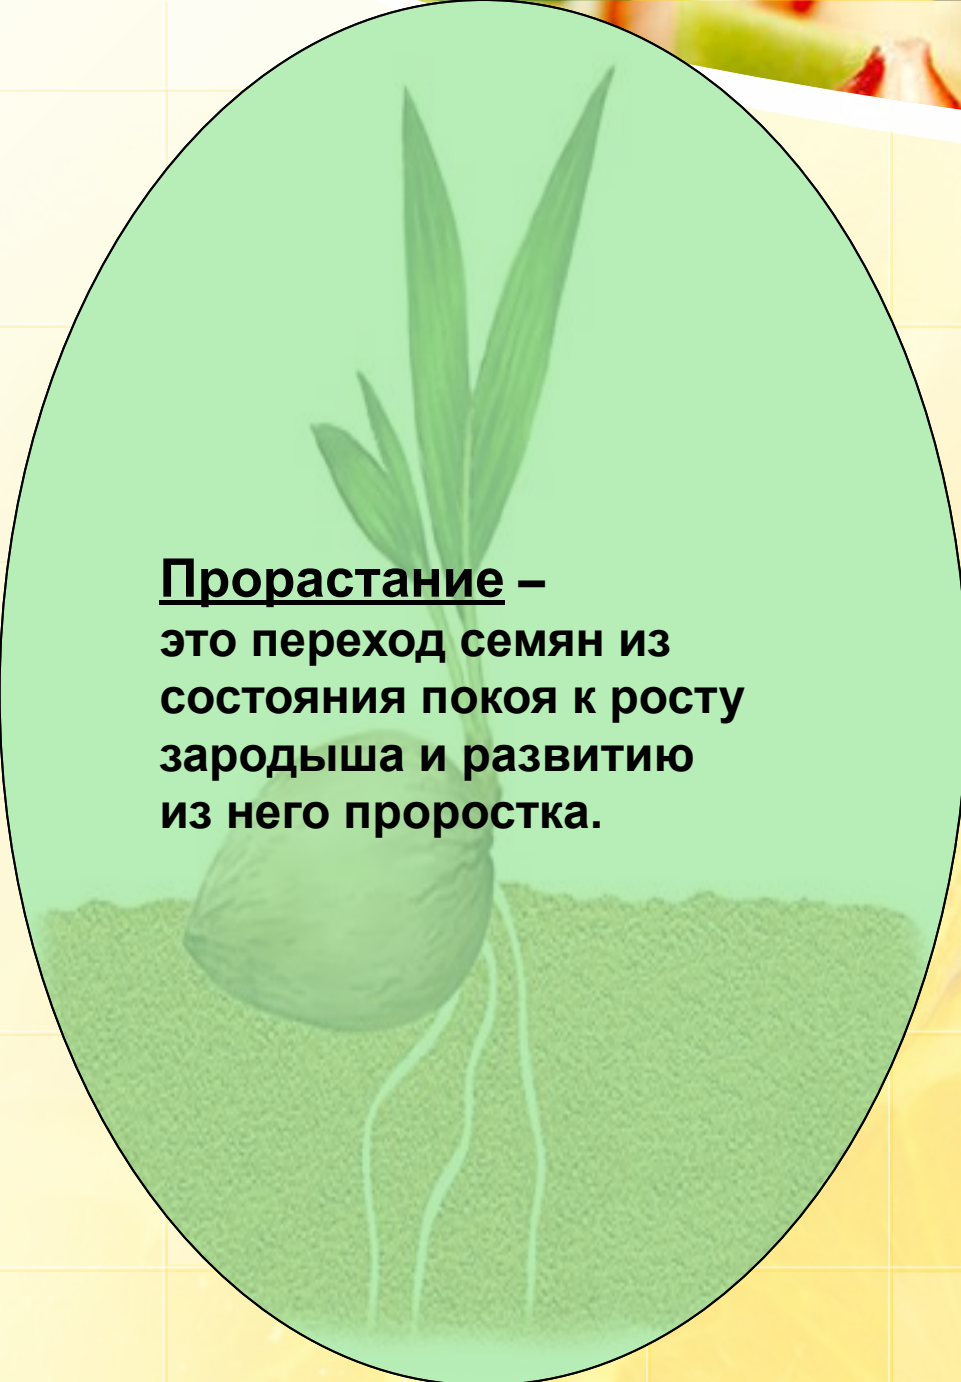 Прорастание –
это переход семян из
состояния покоя к росту
зародыша и развитию
из него проростка.